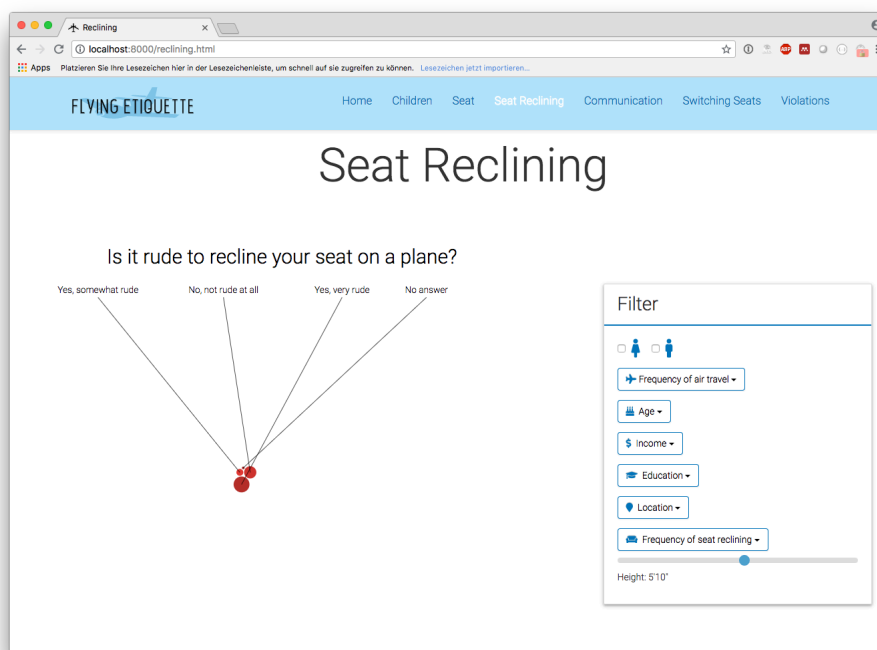 Reclining
localhost:8000/reclining.html
Apps Platzieren Sie Ihre Lesezeichen hier in der Lesezeichenleiste, um schnell auf sie zugreifen zu können. Lesezeichen jetzt importieren...
FLYING ETIQUETTE Home Children Seat Seat Reclining Communication Switching Seats Violations
Seat Reclining
Is it rude to recline your seat on a plane?
Yes, somewhat rude No, not rude at all Yes, very rude No answer
Filter
Frequency of air travel
Age
$ Income
Education
Location
Frequency of seat reclining
Height: 5'10"